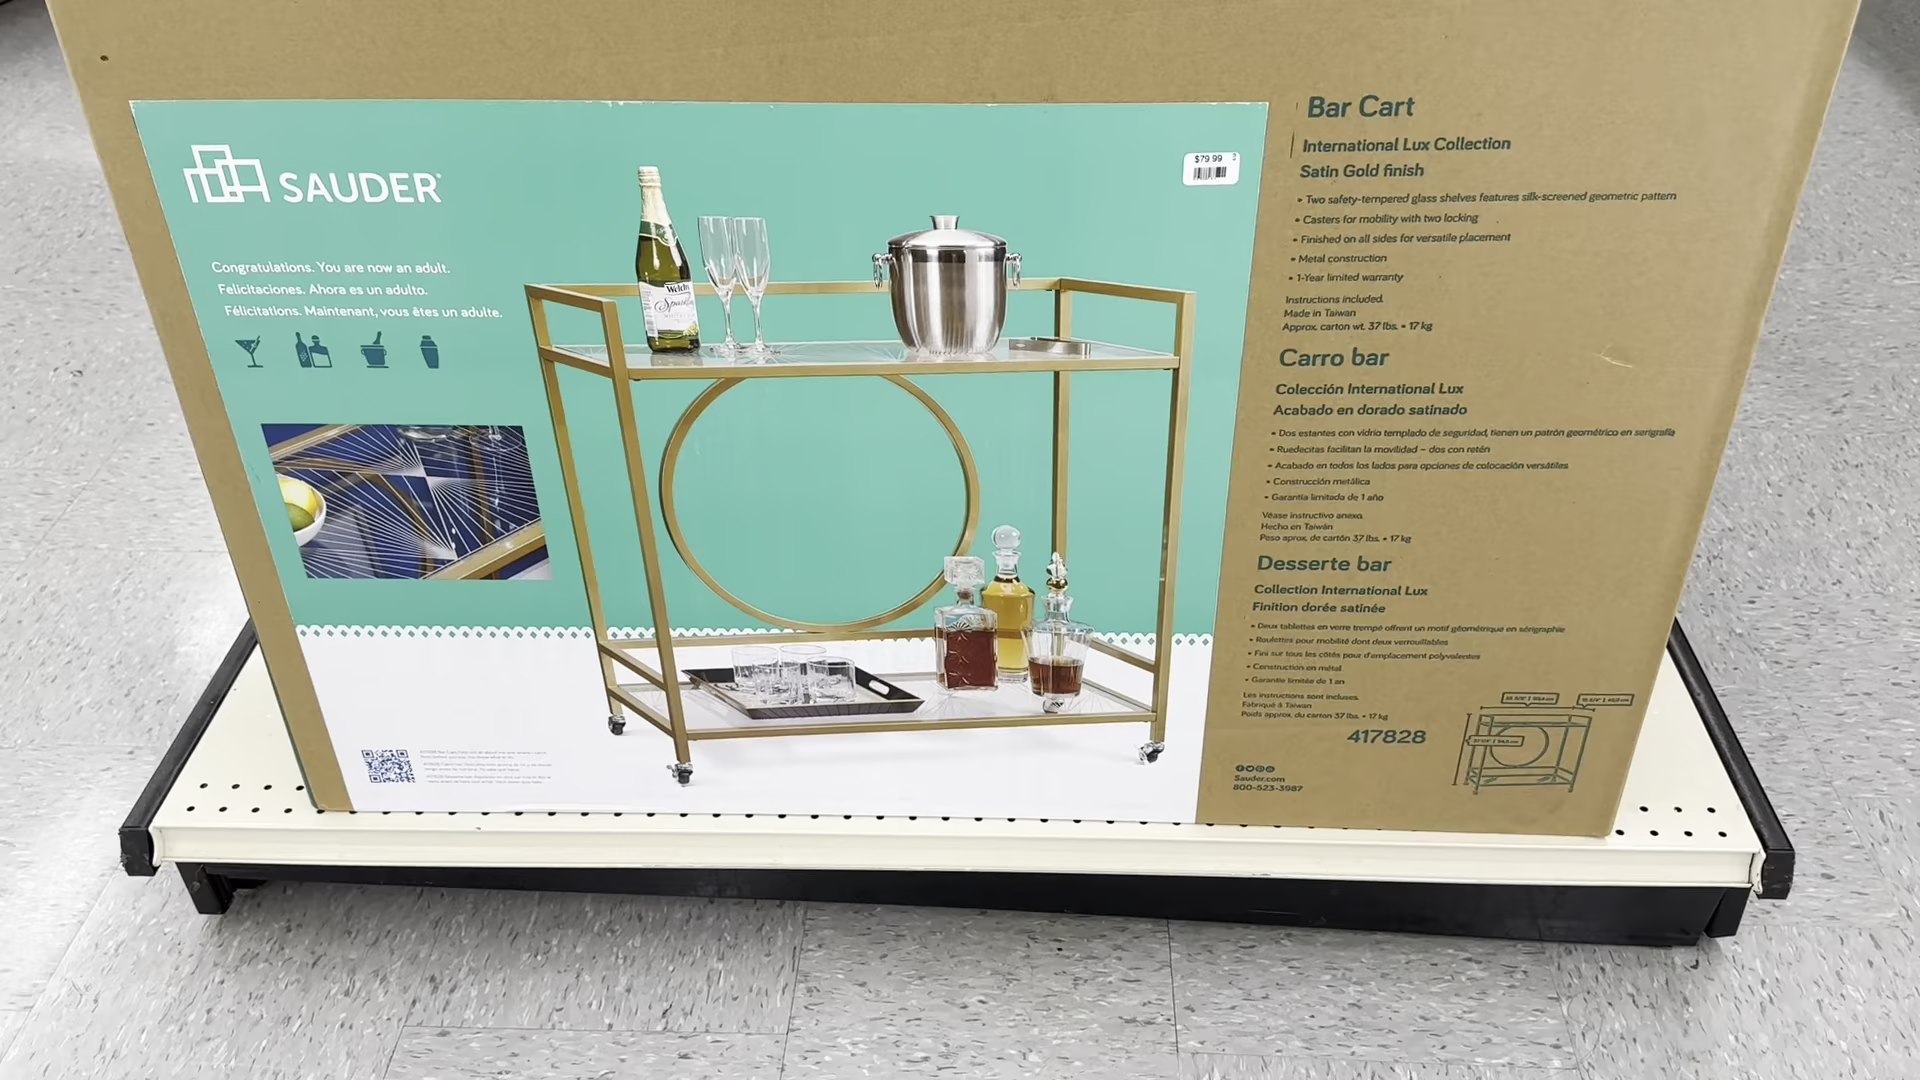 SAUDER
Congratulations. You are now an adult.
Felicitaciones. Ahora es un adulto.
Félicitations. Maintenant, vous êtes un adulte.
$79.99
Welch's
Bar Cart
International Lux Collection
Satin Gold finish
• Two safety-tempered glass shelves features silk-screened geometric pattern
• Casters for mobility with two locking
• Finished on all sides for versatile placement
• Metal construction
• 1-Year limited warranty
Instructions included.
Made in Taiwan
Approx. carton wt. 37 lbs. • 17 kg
Carro bar
Colección International Lux
Acabado en dorado satinado
• Dos estantes con vidrio templado de seguridad, tienen un patrón geométrico en serigrafía
• Ruedecitas facilitan la movilidad – dos con retén
• Acabado en todos los lados para opciones de colocación versátiles
• Construcción metálica
• Garantía limitada de 1 año
Véase instructivo anexo.
Hecho en Taiwán
Peso aprox. de cartón 37 lbs. • 17 kg
Desserte bar
Collection International Lux
Finition dorée satinée
• Deux tablettes en verre trempé offrent un motif géométrique en sérigraphie
• Roulettes pour mobilité dont deux verrouillables
• Fini sur tous les côtés pour d'emplacement polyvalentes
• Construction en métal
• Garantie limitée de 1 an
Les instructions sont incluses.
Fabriqué à Taiwan
Poids approx. du carton 37 lbs. • 17 kg
417828
Sauder.com
800-523-3987